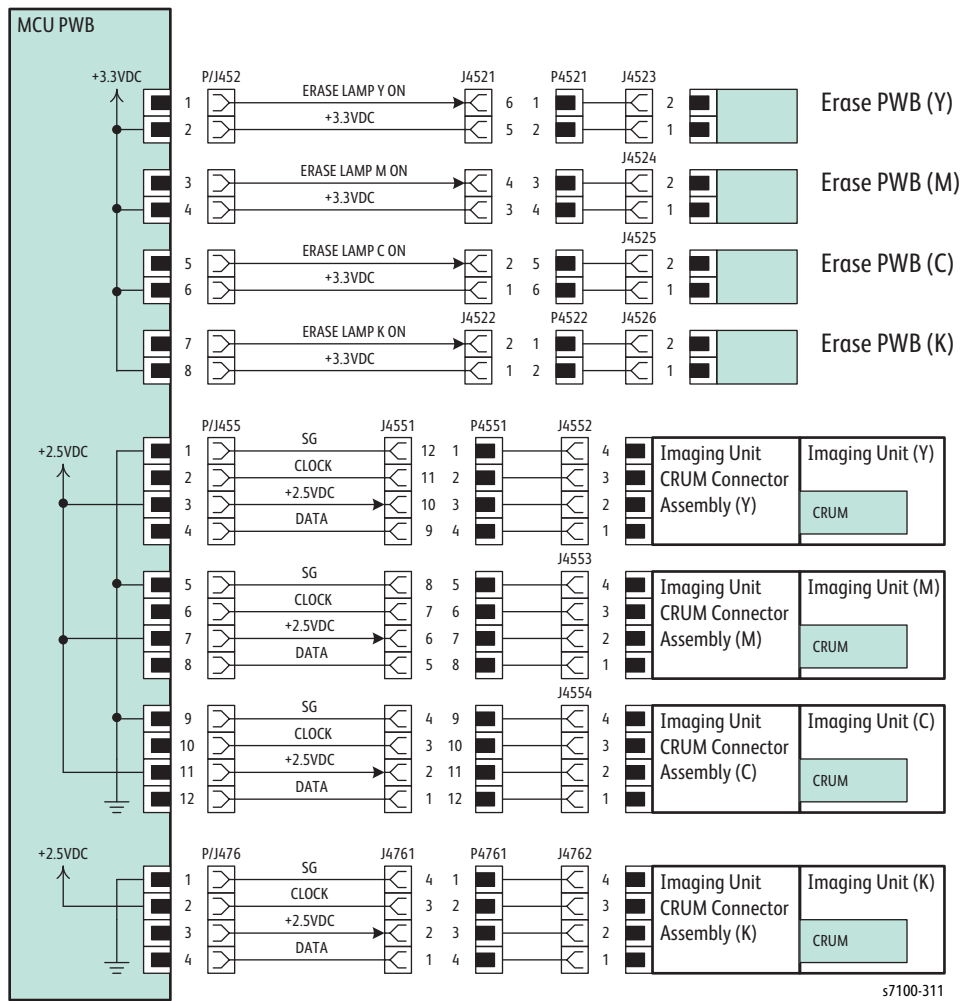 MCU PWB
+3.3VDC
P/J452 J4521 P4521 J4523
1 ERASE LAMP Y ON 6 1 2 Erase PWB (Y)
2 +3.3VDC 5 2 1
J4524
3 ERASE LAMP M ON 4 3 2 Erase PWB (M)
4 +3.3VDC 3 4 1
J4525
5 ERASE LAMP C ON 2 5 2 Erase PWB (C)
6 +3.3VDC 1 6 1
J4522 P4522 J4526
7 ERASE LAMP K ON 2 1 2 Erase PWB (K)
8 +3.3VDC 1 2 1
+2.5VDC
P/J455 J4551 P4551 J4552
1 SG 12 1 4 Imaging Unit Imaging Unit (Y)
2 CLOCK 11 2 3 CRUM Connector
3 +2.5VDC 10 3 2 Assembly (Y) CRUM
4 DATA 9 4 1
J4553
5 SG 8 5 4 Imaging Unit Imaging Unit (M)
6 CLOCK 7 6 3 CRUM Connector
7 +2.5VDC 6 7 2 Assembly (M) CRUM
8 DATA 5 8 1
J4554
9 SG 4 9 4 Imaging Unit Imaging Unit (C)
10 CLOCK 3 10 3 CRUM Connector
11 +2.5VDC 2 11 2 Assembly (C) CRUM
12 DATA 1 12 1
+2.5VDC
P/J476 J4761 P4761 J4762
1 SG 4 1 4 Imaging Unit Imaging Unit (K)
2 CLOCK 3 2 3 CRUM Connector
3 +2.5VDC 2 3 2 Assembly (K) CRUM
4 DATA 1 4 1
s7100-311